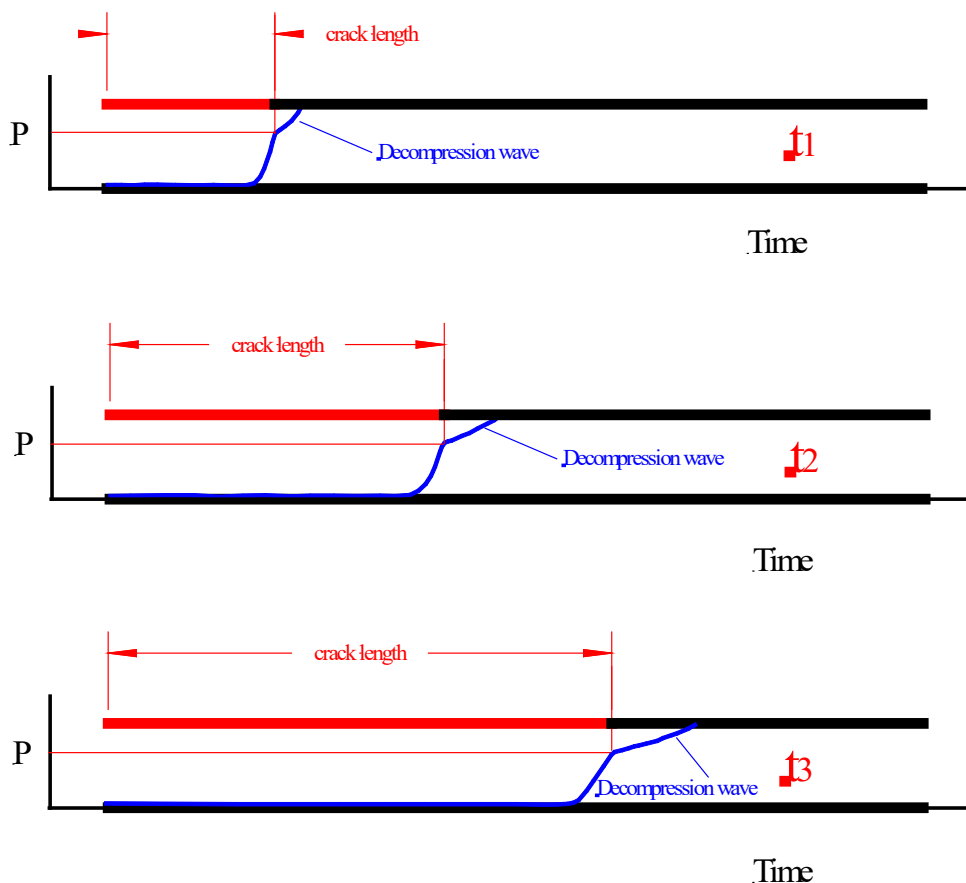 crack length
P
Decompression wave
t1
Time
crack length
P
Decompression wave
t2
Time
crack length
P
t3
Decompression wave
Time